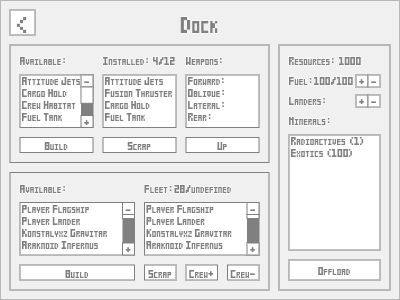 Dock
Available:
Attitude Jets
Cargo Hold
Crew Habitat
Fuel Tank
Build
Installed: 4/12
Attitude Jets
Fusion Thruster
Cargo Hold
Fuel Tank
Scrap
Weapons:
Forward:
Oblique:
Lateral:
Rear:
Up
Available:
Player Flagship
Player Lander
Konstalyxz Gravitar
Araknoid Infernus
Build
Fleet: 28/undefined
Player Flagship
Player Lander
Konstalyxz Gravitar
Araknoid Infernus
Scrap
Crew+
Crew-
Resources: 1000
Fuel: 100/100 + -
Landers: + -
Minerals:
Radioactives (1)
Exotics (100)
Offload